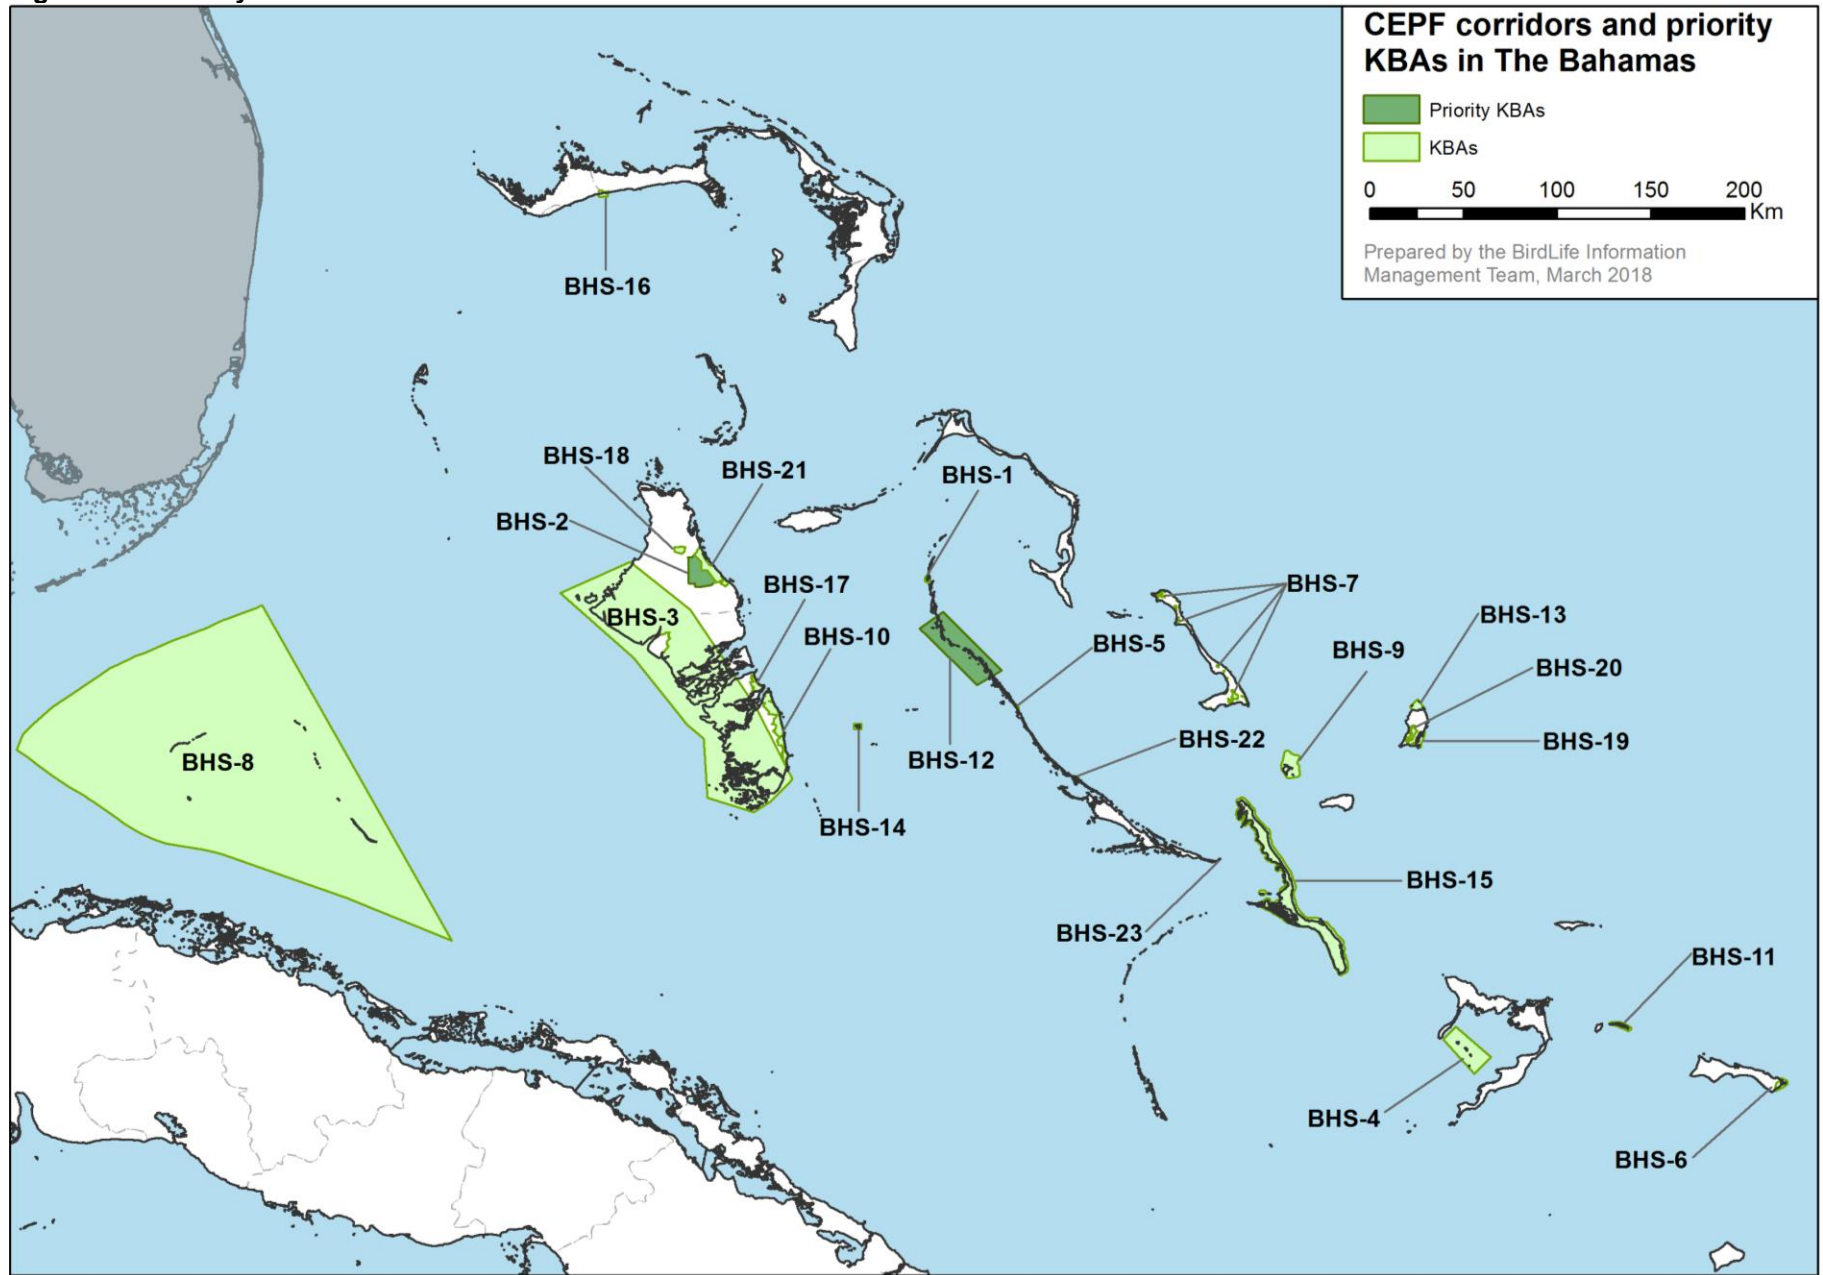 CEPF corridors and priority
KBAs in The Bahamas
Priority KBAs
KBAs
0 50 100 150 200
Km
Prepared by the BirdLife Information
Management Team, March 2018
BHS-16
BHS-18
BHS-21
BHS-1
BHS-2
BHS-17
BHS-7
BHS-3
BHS-13
BHS-10
BHS-5
BHS-9
BHS-20
BHS-22
BHS-19
BHS-8
BHS-12
BHS-14
BHS-15
BHS-23
BHS-11
BHS-4
BHS-6